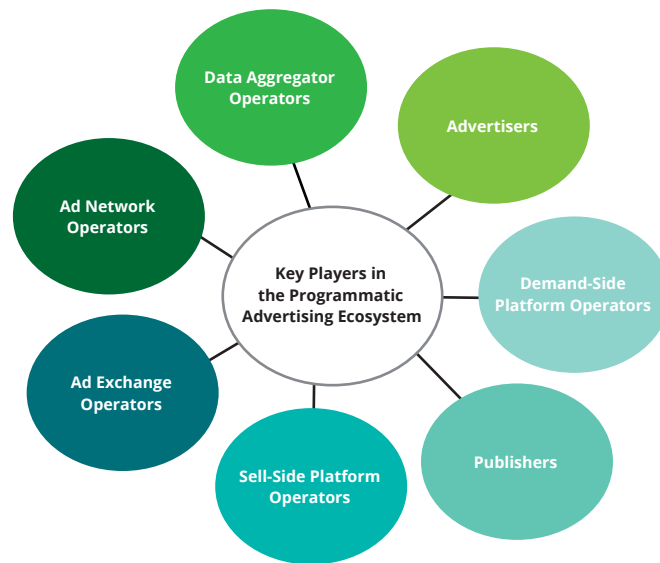 Data Aggregator
Operators
Advertisers
Ad Network
Operators
Key Players in
the Programmatic
Advertising Ecosystem
Demand-Side
Platform Operators
Ad Exchange
Operators
Sell-Side Platform
Operators
Publishers